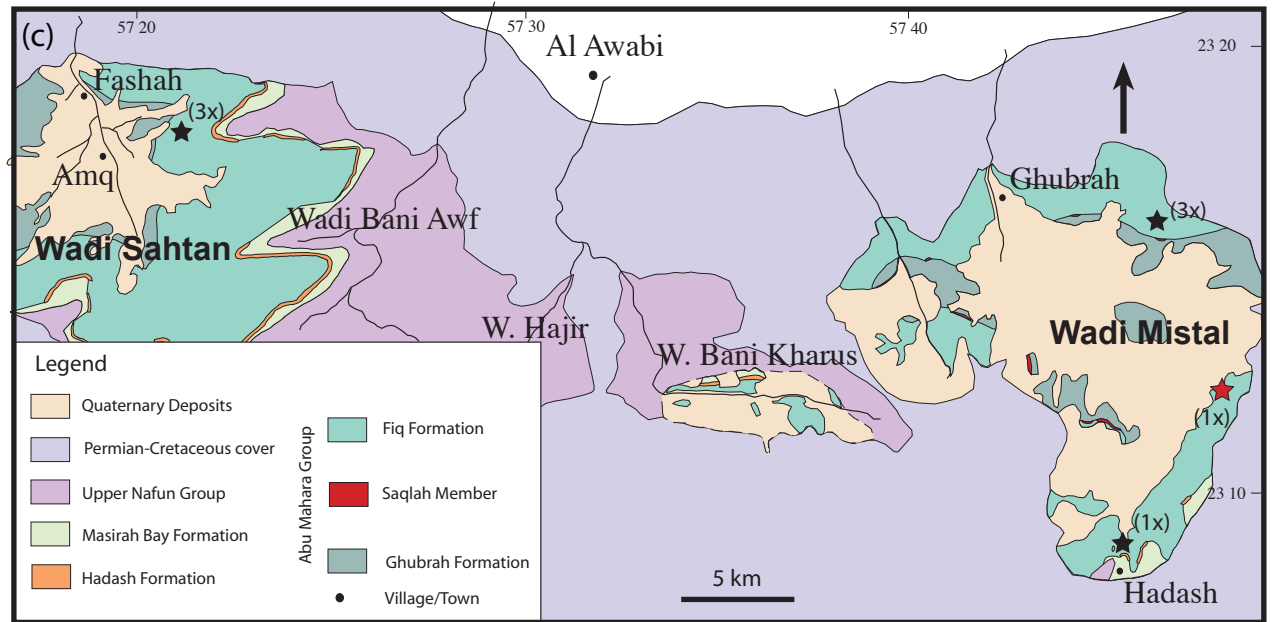 (c)
57 20
57 30
57 40
23 20
Al Awabi
Fashah
(3x)
Amq
Ghubrah
(3x)
Wadi Bani Awf
Wadi Sahtan
W. Hajir
Wadi Mistal
W. Bani Kharus
(1x)
23 10
(1x)
Hadash
5 km
Legend
Quaternary Deposits
Permian-Cretaceous cover
Upper Nafun Group
Masirah Bay Formation
Hadash Formation
Abu Mahara Group
Fiq Formation
Saqlah Member
Ghubrah Formation
Village/Town